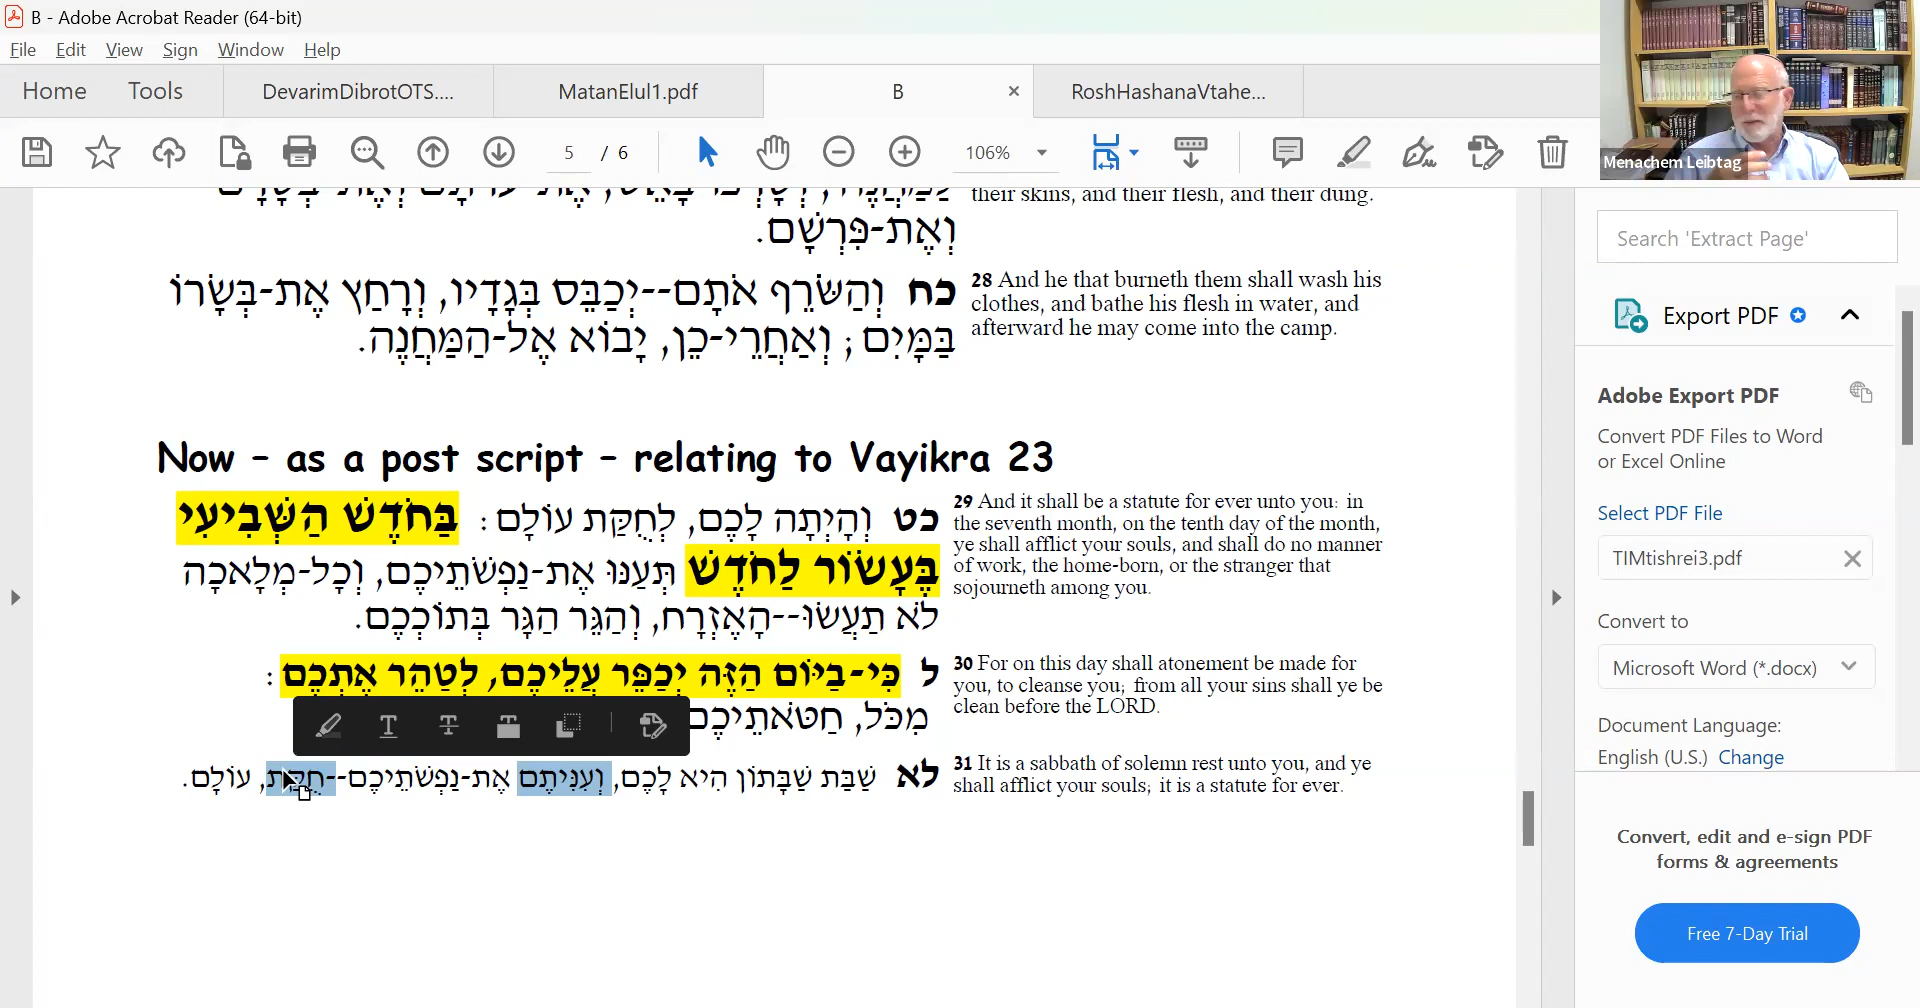 B - Adobe Acrobat Reader (64-bit)
File Edit View Sign Window Help
Home Tools DevarimDibrotOTS.... MatanElul1.pdf B × RoshHashanaVtahe...
5 / 6 106%
Menachem Leibtag
their skins, and their flesh, and their dung.
וְאֶת-פִּרְשָׁם.
כח וְהַשֹּׂרֵף אֹתָם--יְכַבֵּס בְּגָדָיו, וְרָחַץ אֶת-בְּשָׂרוֹ
בַּמָּיִם; וְאַחֲרֵי-כֵן, יָבוֹא אֶל-הַמַּחֲנֶה.
28 And he that burneth them shall wash his
clothes, and bathe his flesh in water, and
afterward he may come into the camp.
Now - as a post script - relating to Vayikra 23
כט וְהָיְתָה לָכֶם, לְחֻקַּת עוֹלָם: בַּחֹדֶשׁ הַשְּׁבִיעִי
בֶּעָשׂוֹר לַחֹדֶשׁ תְּעַנּוּ אֶת-נַפְשֹׁתֵיכֶם, וְכָל-מְלָאכָה
לֹא תַעֲשׂוּ--הָאֶזְרָח, וְהַגֵּר הַגָּר בְּתוֹכְכֶם.
29 And it shall be a statute for ever unto you: in
the seventh month, on the tenth day of the month,
ye shall afflict your souls, and shall do no manner
of work, the home-born, or the stranger that
sojourneth among you.
ל כִּי-בַיּוֹם הַזֶּה יְכַפֵּר עֲלֵיכֶם, לְטַהֵר אֶתְכֶם:
מִכֹּל, חַטֹּאתֵיכֶם
30 For on this day shall atonement be made for
you, to cleanse you; from all your sins shall ye be
clean before the LORD.
לא שַׁבַּת שַׁבָּתוֹן הִיא לָכֶם, וְעִנִּיתֶם אֶת-נַפְשֹׁתֵיכֶם--חֻקַּת, עוֹלָם.
31 It is a sabbath of solemn rest unto you, and ye
shall afflict your souls; it is a statute for ever.
Search 'Extract Page'
Export PDF
Adobe Export PDF
Convert PDF Files to Word
or Excel Online
Select PDF File
TIMtishrei3.pdf
Convert to
Microsoft Word (*.docx)
Document Language:
English (U.S.) Change
Convert, edit and e-sign PDF
forms & agreements
Free 7-Day Trial